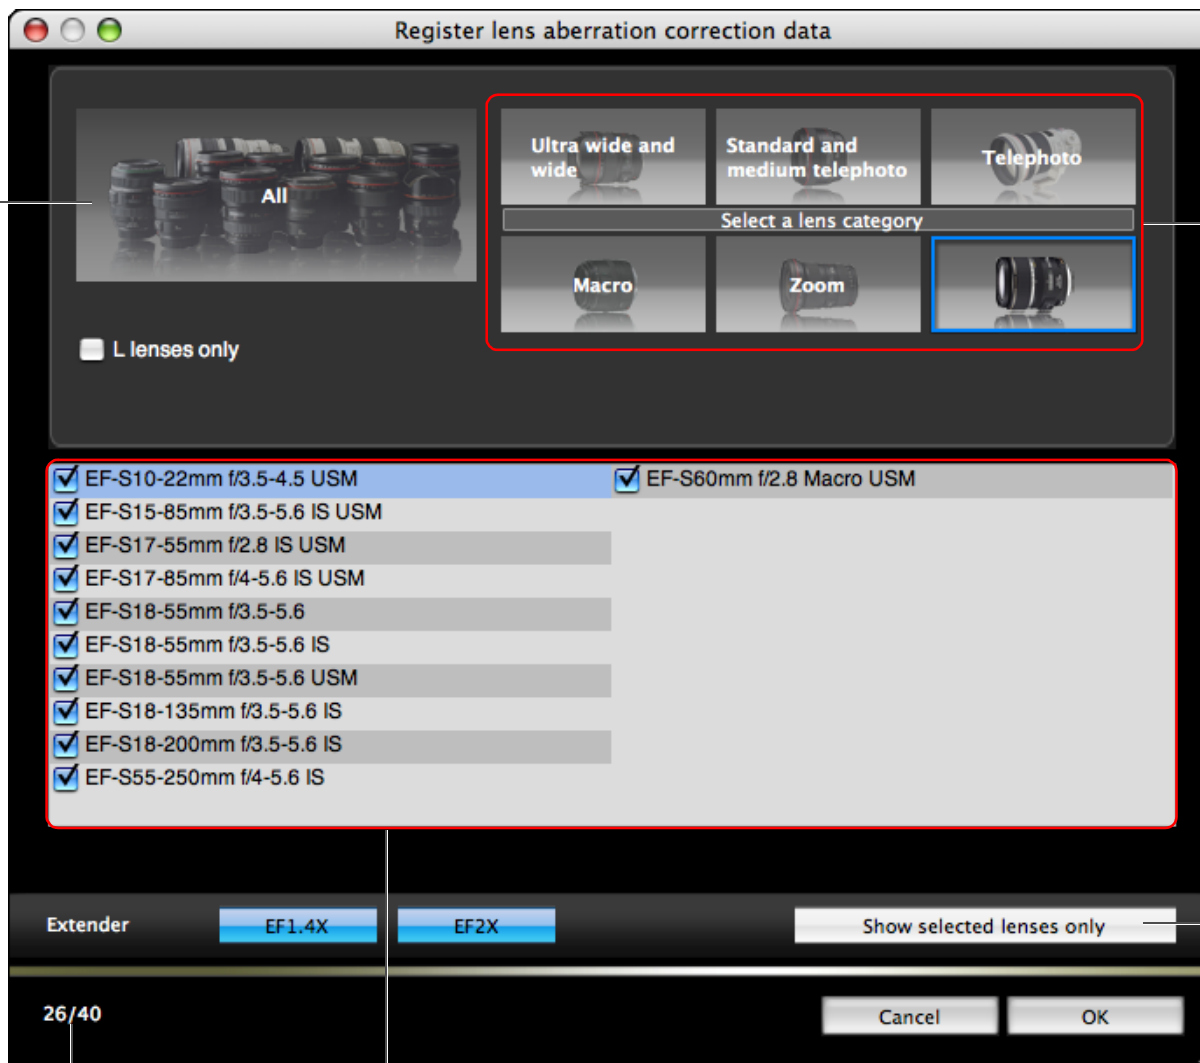 Register lens aberration correction data
All
Ultra wide and
wide
Standard and
medium telephoto
Telephoto
Select a lens category
Macro
Zoom
L lenses only
EF-S10-22mm f/3.5-4.5 USM
EF-S60mm f/2.8 Macro USM
EF-S15-85mm f/3.5-5.6 IS USM
EF-S17-55mm f/2.8 IS USM
EF-S17-85mm f/4-5.6 IS USM
EF-S18-55mm f/3.5-5.6
EF-S18-55mm f/3.5-5.6 IS
EF-S18-55mm f/3.5-5.6 USM
EF-S18-135mm f/3.5-5.6 IS
EF-S18-200mm f/3.5-5.6 IS
EF-S55-250mm f/4-5.6 IS
Extender
EF1.4X
EF2X
Show selected lenses only
26/40
Cancel
OK